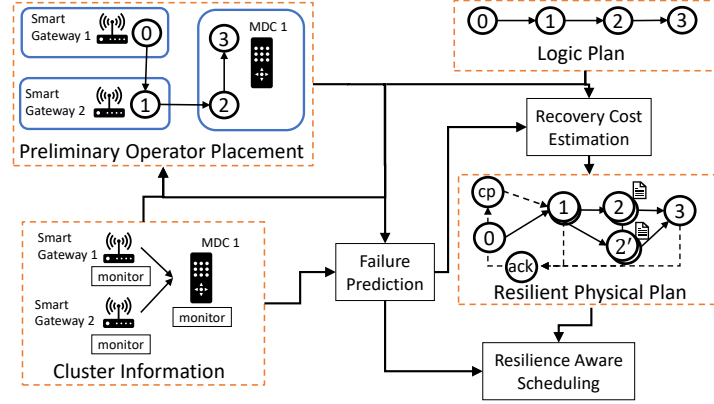 Smart
Gateway 1
0
MDC 1
3
Smart
Gateway 2
1
2
Preliminary Operator Placement
0
1
2
3
Logic Plan
Recovery Cost
Estimation
cp
1
2
3
0
2'
ack
Resilient Physical Plan
Smart
Gateway 1
MDC 1
monitor
Smart
Gateway 2
monitor
monitor
Cluster Information
Failure
Prediction
Resilience Aware
Scheduling